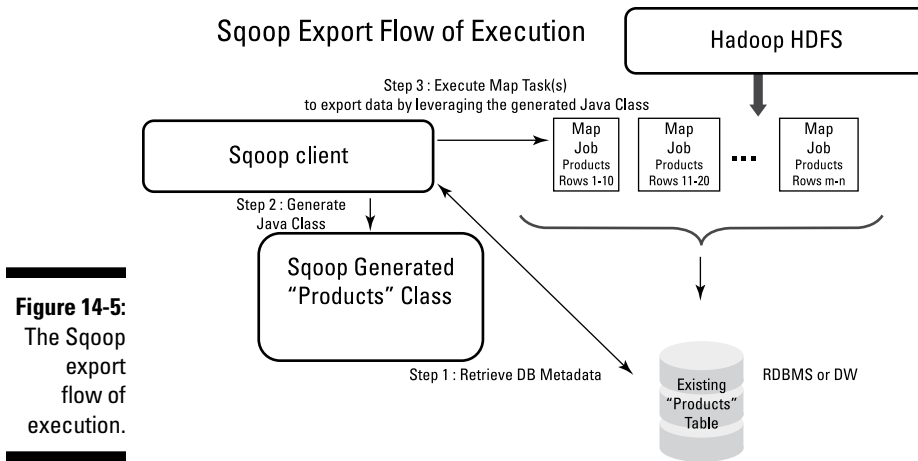 Sqoop Export Flow of Execution
Hadoop HDFS
Step 3 : Execute Map Task(s)
to export data by leveraging the generated Java Class
Sqoop client
Map
Job
Products
Rows 1-10
Map
Job
Products
Rows 11-20
...
Map
Job
Products
Rows m-n
Step 2 : Generate
Java Class
Sqoop Generated
“Products” Class
Step 1 : Retrieve DB Metadata
Existing
“Products”
Table
RDBMS or DW
Figure 14-5:
The Sqoop
export
flow of
execution.